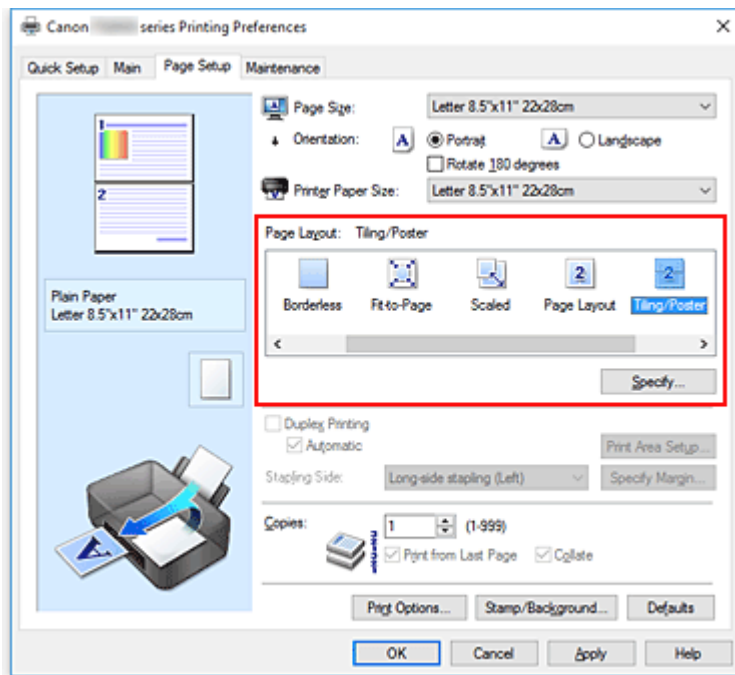 Canon series Printing Preferences
Quick Setup Main Page Setup Maintenance
1
2
Plain Paper
Letter 8.5"x11" 22x28cm
Page Size: Letter 8.5"x11" 22x28cm
Orientation: A Portrait A Landscape
Rotate 180 degrees
Printer Paper Size: Letter 8.5"x11" 22x28cm
Page Layout: Tiling/Poster
2 2
Borderless Fit-to-Page Scaled Page Layout Tiling/Poster
Specify...
Duplex Printing
Automatic Print Area Setup...
Stapling Side: Long-side stapling (Left) Specify Margin...
Copies: 1 (1-999)
Print from Last Page Collate
A
Print Options... Stamp/Background... Defaults
OK Cancel Apply Help